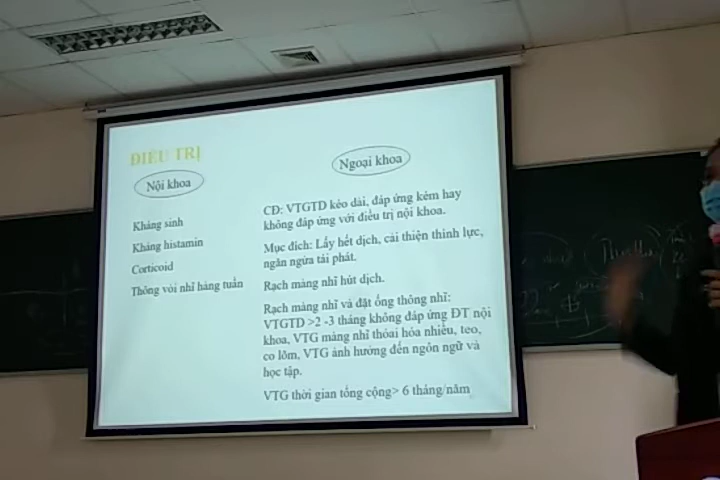 ĐIỀU TRỊ
Nội khoa
Kháng sinh
Kháng histamin
Corticoid
Thông vòi nhĩ hàng tuần
Ngoại khoa
CĐ: VTGTD kéo dài, đáp ứng kém hay
không đáp ứng với điều trị nội khoa.
Mục đích: Lấy hết dịch, cải thiện thính lực,
ngăn ngừa tái phát.
Rạch màng nhĩ hút dịch.
Rạch màng nhĩ và đặt ống thông nhĩ:
VTGTD >2 -3 tháng không đáp ứng ĐT nội
khoa, VTG màng nhĩ thoái hóa nhiều, teo,
co lõm, VTG ảnh hưởng đến ngôn ngữ và
học tập.
VTG thời gian tổng cộng> 6 tháng/năm